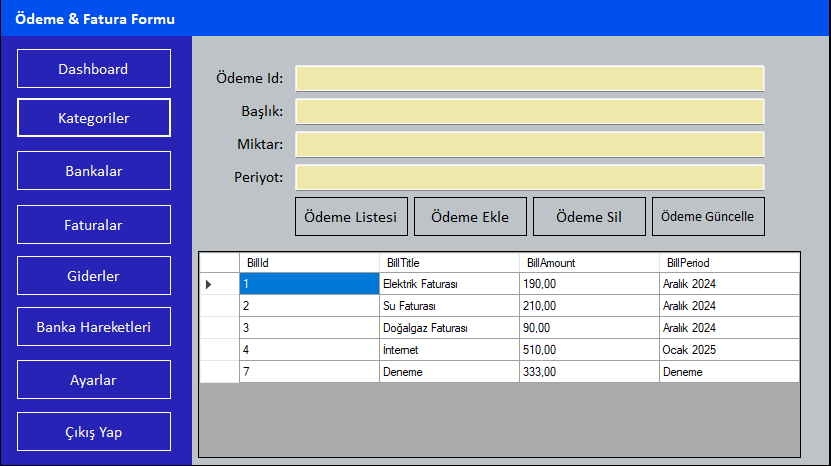 Ödeme & Fatura Formu
Dashboard
Kategoriler
Bankalar
Faturalar
Giderler
Banka Hareketleri
Ayarlar
Çıkış Yap
Ödeme Id:
Başlık:
Miktar:
Periyot:
Ödeme Listesi Ödeme Ekle Ödeme Sil Ödeme Güncelle
BillId BillTitle BillAmount BillPeriod
1 Elektrik Faturası 190,00 Aralık 2024
2 Su Faturası 210,00 Aralık 2024
3 Doğalgaz Faturası 90,00 Aralık 2024
4 İnternet 510,00 Ocak 2025
7 Deneme 333,00 Deneme